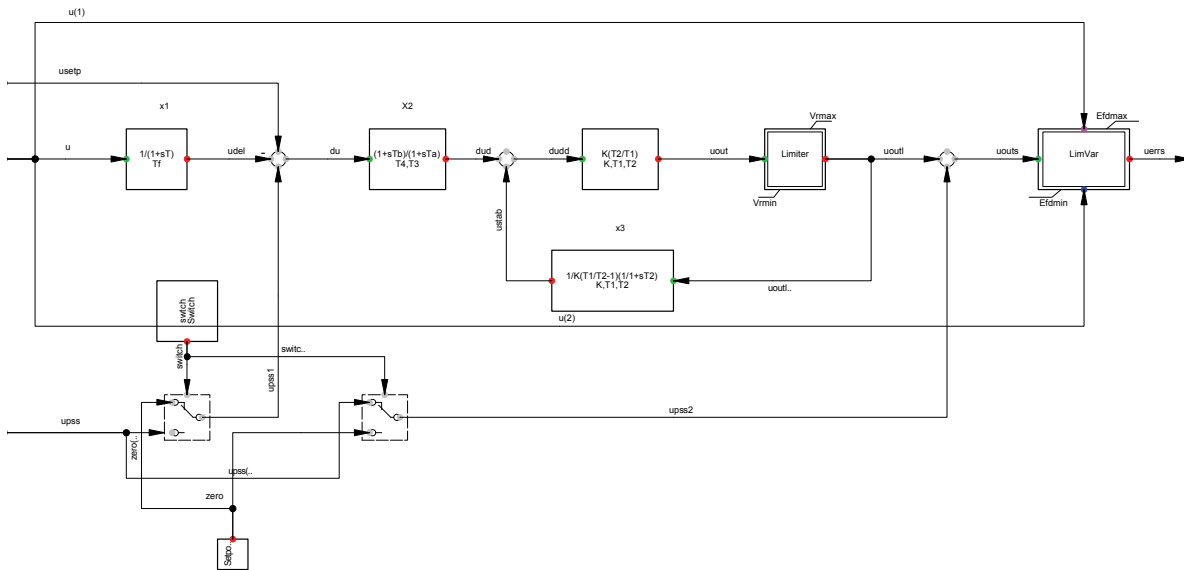 u(1)
usetp
x1
X2
Vrmax
Efdmax
u
1/(1+sT)
Tf
udel
-
du
(1+sTb)/(1+sTa)
T4,T3
dud
dudd
K(T2/T1)
K,T1,T2
uout
Limiter
uoutl
uouts
LimVar
uerrs
Vrmin
Efdmin
ustab
x3
1/K(T1/T2-1)(1/1+sT2)
K,T1,T2
uoutl..
u(2)
swtch
Switch
switch
switc..
upss1
upss
upss2
zero(..
upss(..
zero
Setpo..